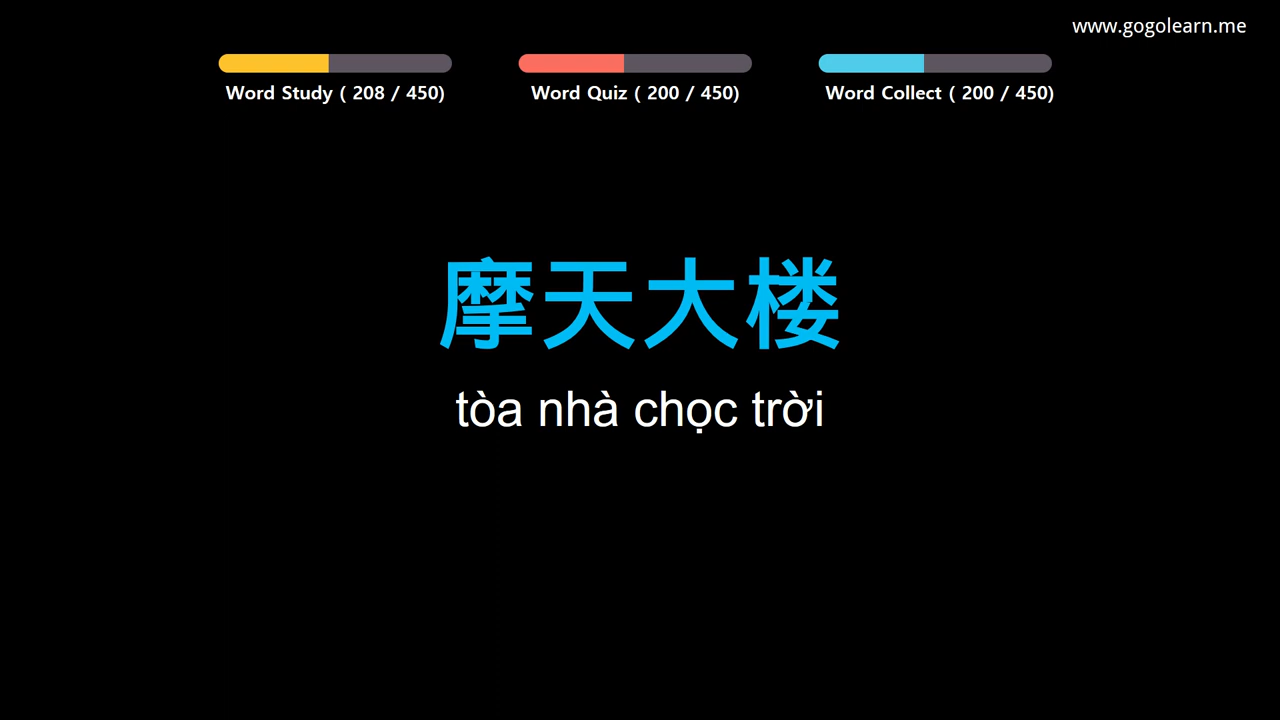 www.gogolearn.me
Word Study ( 208 / 450)
Word Quiz ( 200 / 450)
Word Collect ( 200 / 450)
摩天大楼
tòa nhà chọc trời